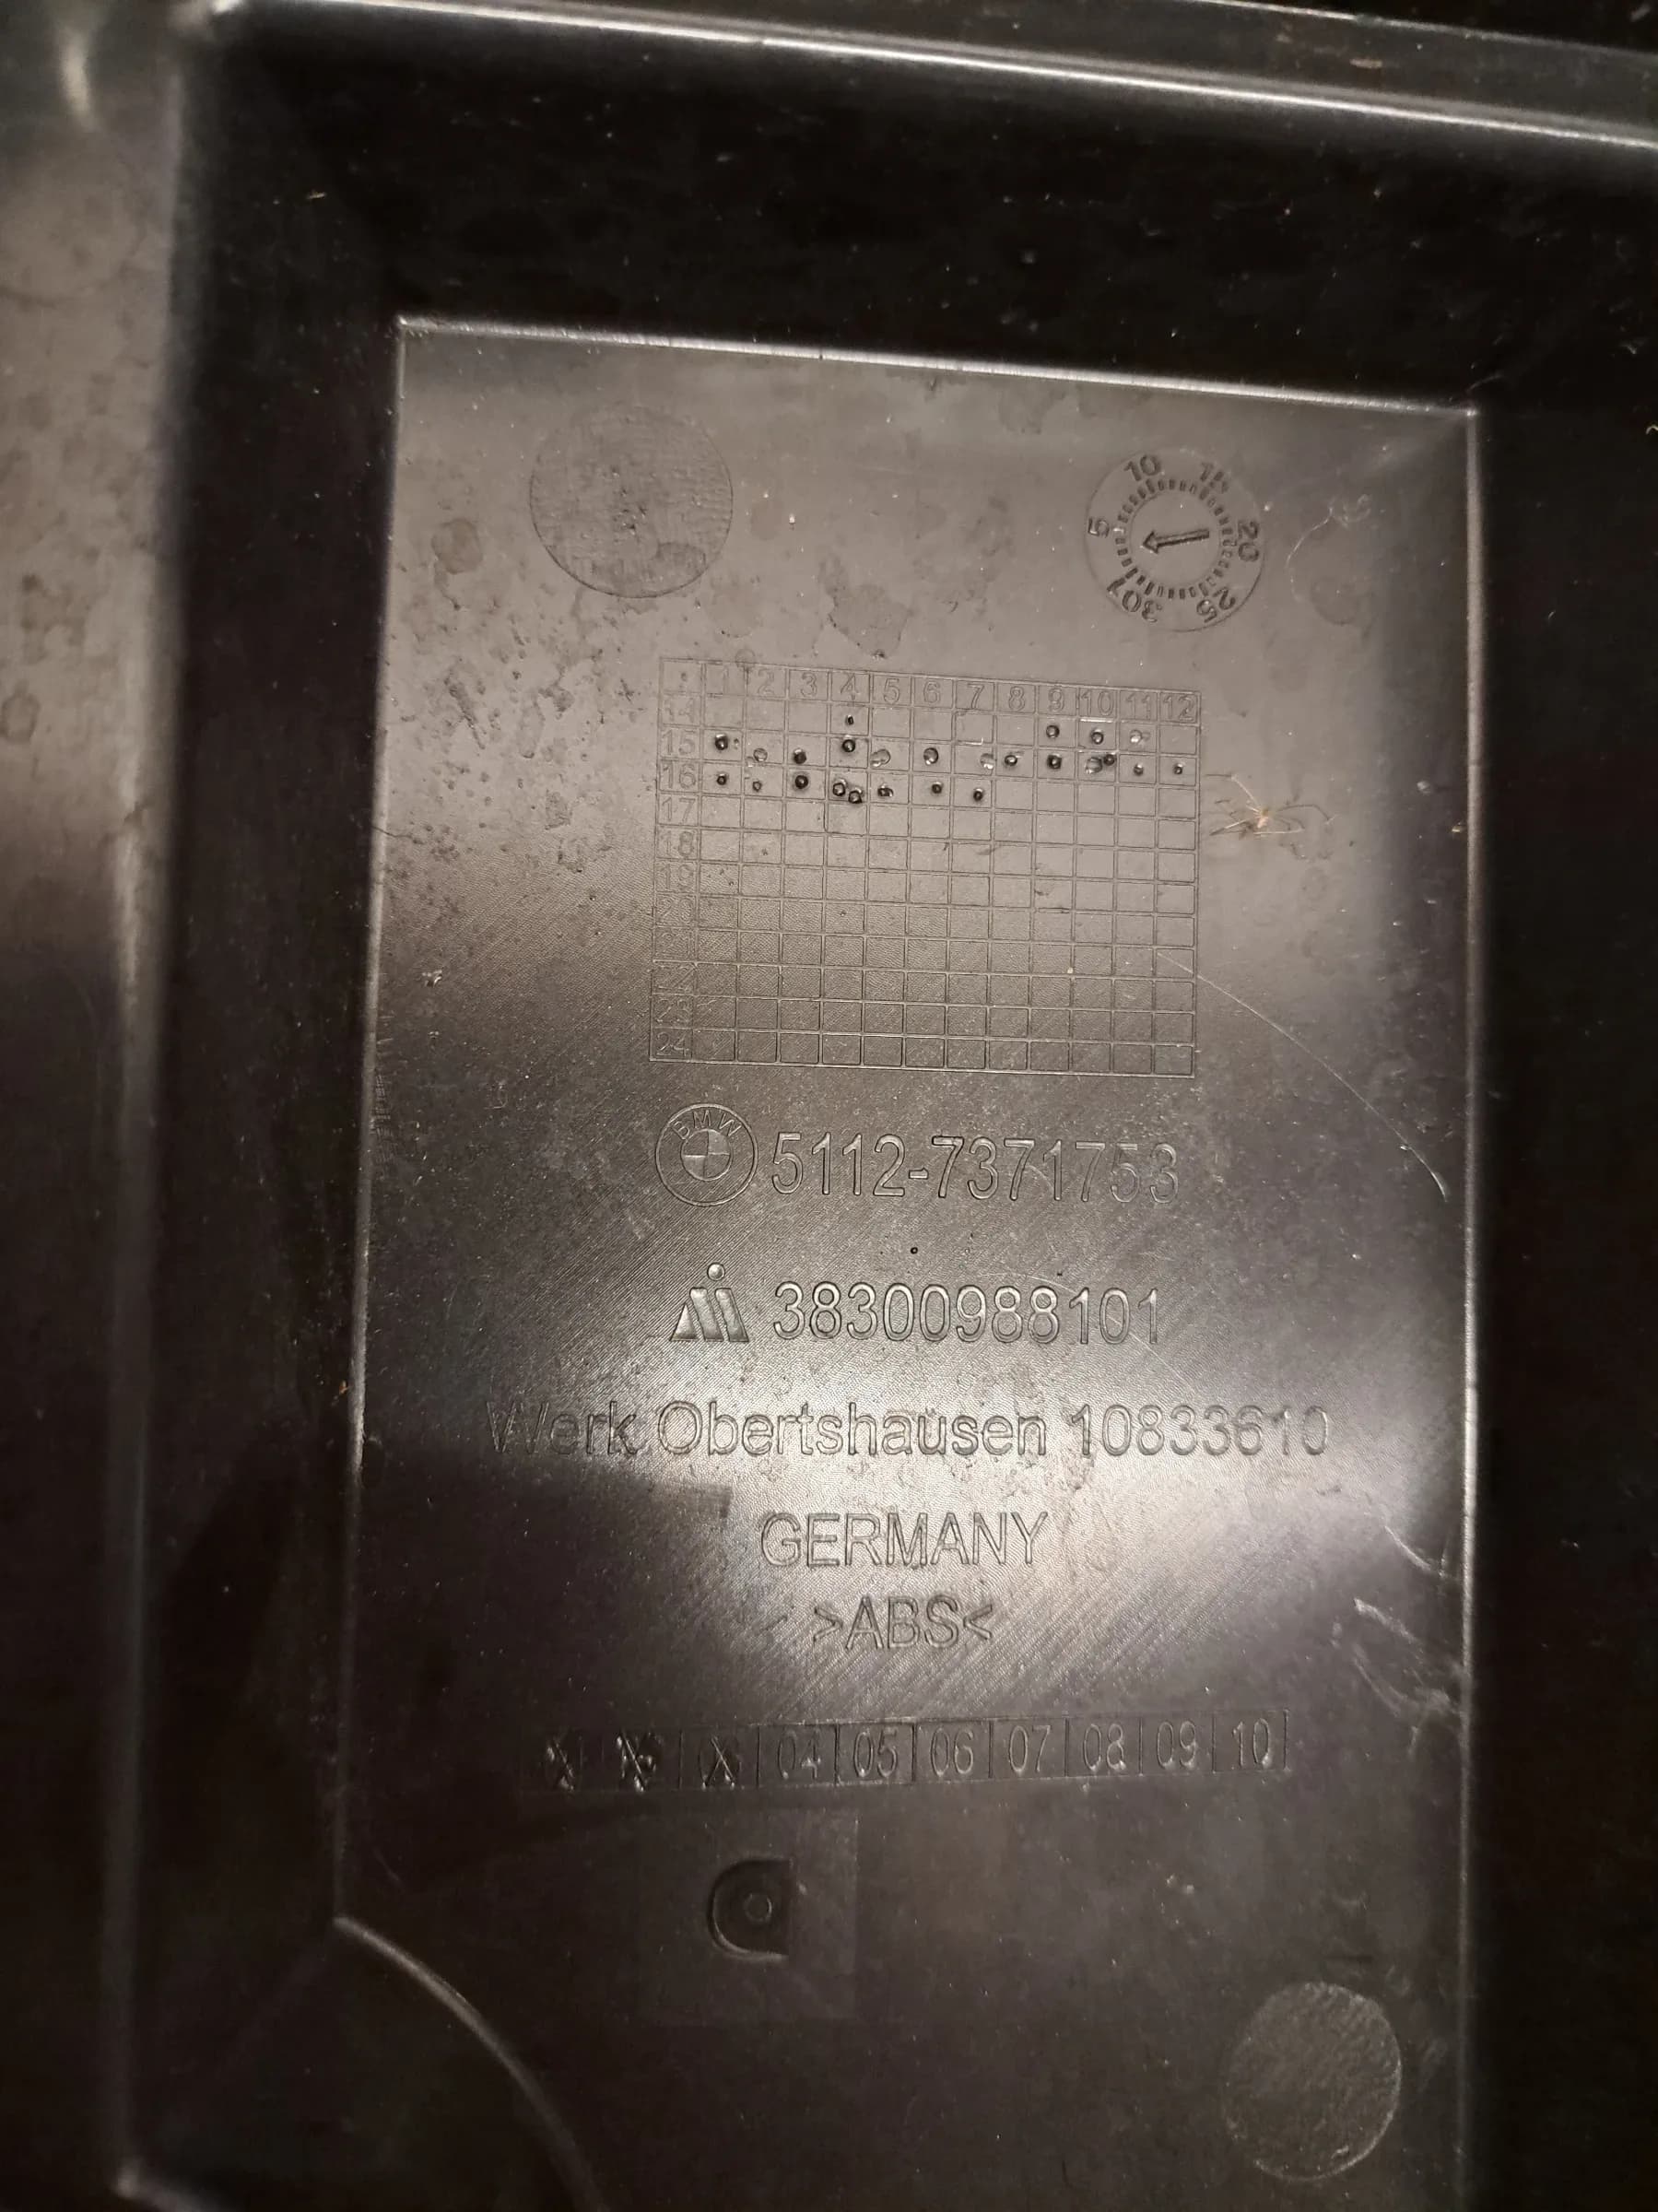 5 10 15 20 25 30 1
1 2 3 4 5 6 7 8 9 10 11 12
14
15
16
17
18
19
22
23
24
BMW 5112-7371753
38300988101
Werk Obertshausen 10833610
GERMANY
>ABS<
04 05 06 07 08 09 10
D